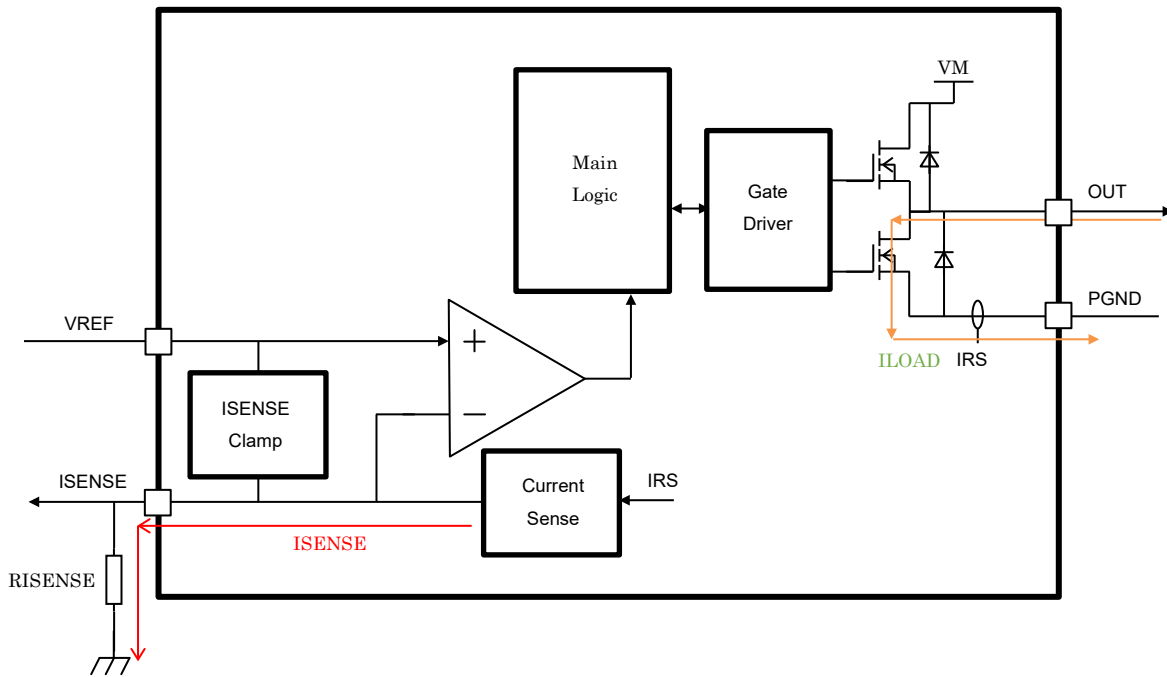 VM
Main
Logic
Gate
Driver
OUT
PGND
VREF
ILOAD
IRS
ISENSE
Clamp
ISENSE
Current
Sense
IRS
ISENSE
RISENSE